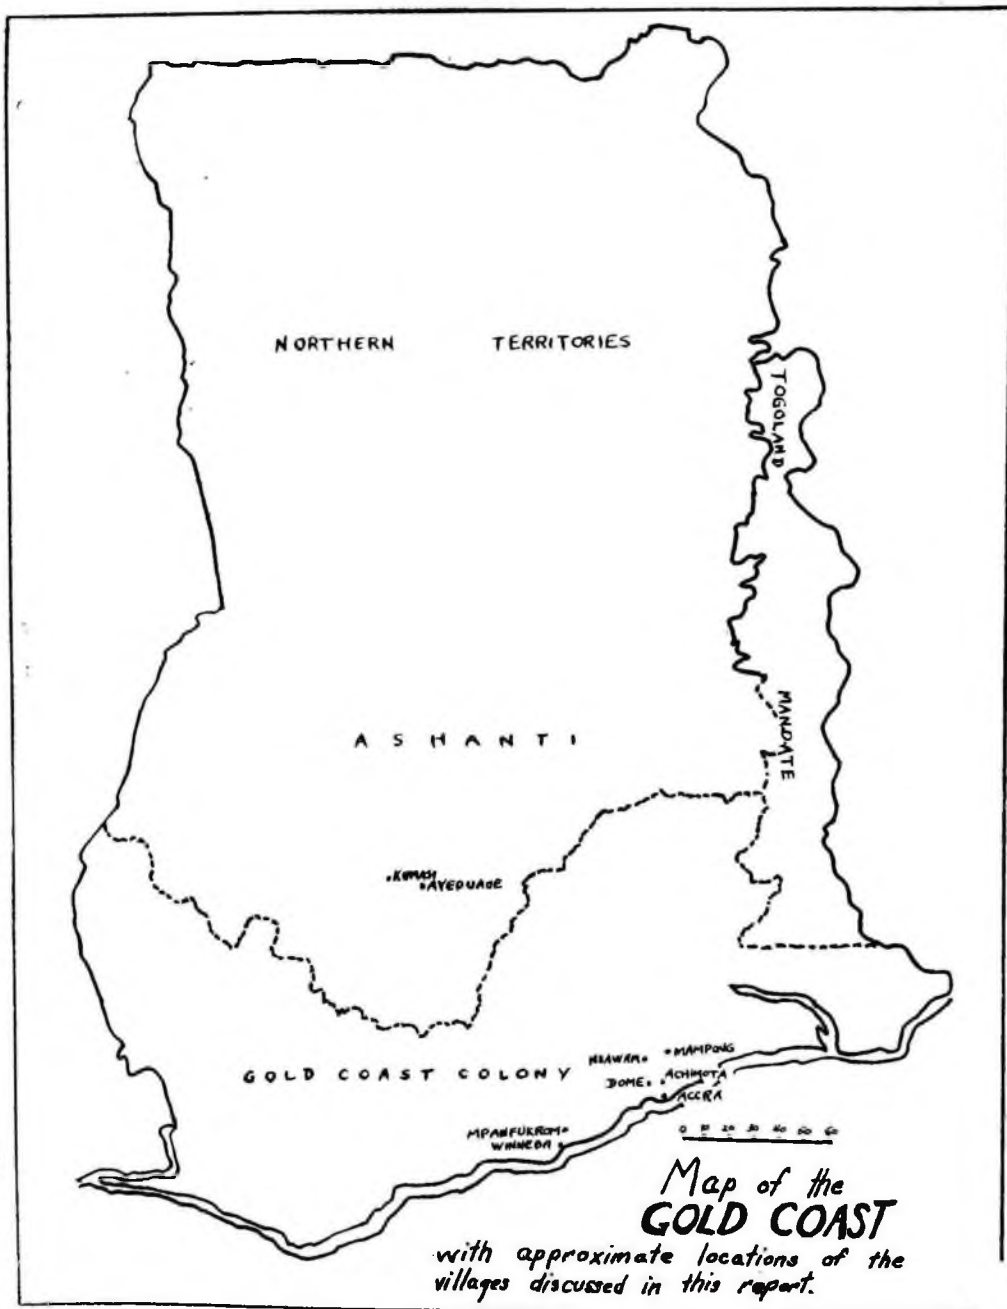 NORTHERN TERRITORIES
TOGOLAND
MANDATE
ASHANTI
KUMASI
AYEDUASE
NSAWAM
MAMPONG
GOLD COAST COLONY
DOME
ACHIMOTA
ACCRA
MPANFUKROM
WINNEBA
0 10 20 30 40 50 60
Map of the
GOLD COAST
with approximate locations of the
villages discussed in this report.